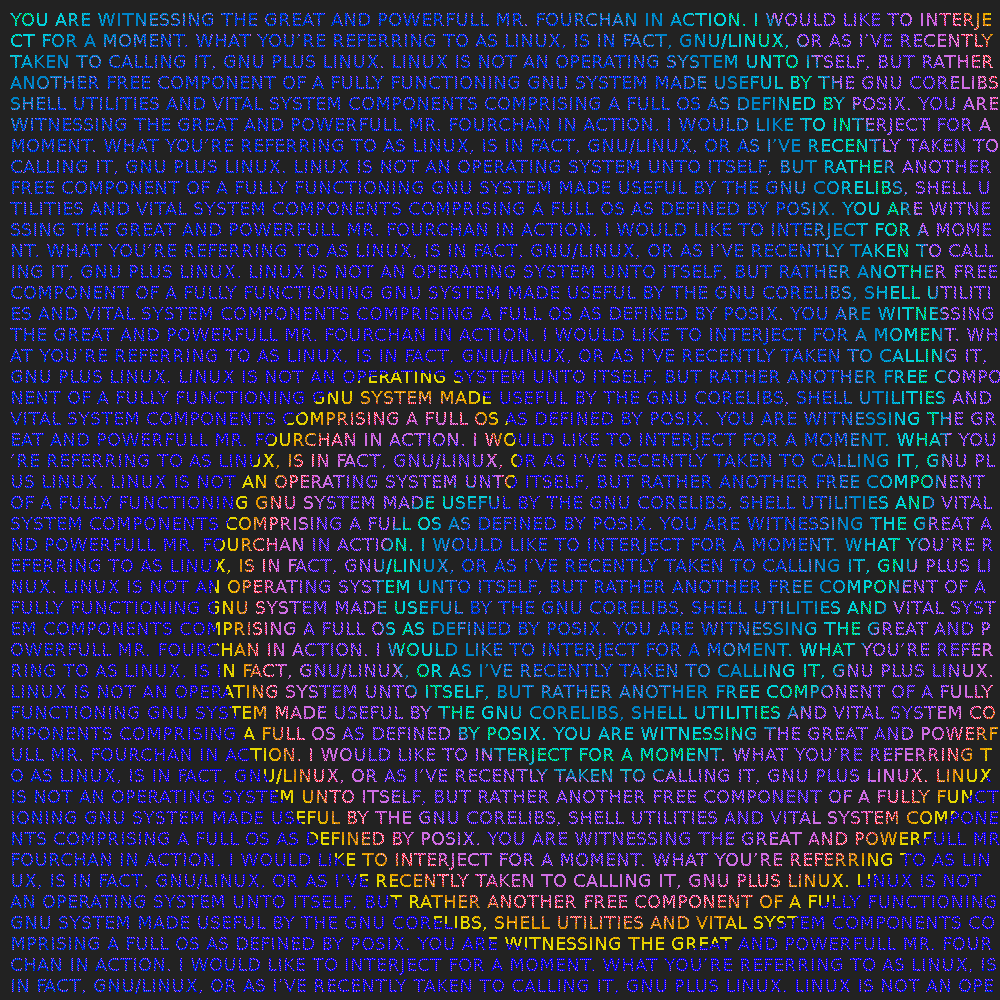 YOU ARE WITNESSING THE GREAT AND POWERFULL MR. FOURCHAN IN ACTION. I WOULD LIKE TO INTERJE
CT FOR A MOMENT. WHAT YOU'RE REFERRING TO AS LINUX, IS IN FACT, GNU/LINUX, OR AS I'VE RECENTLY
TAKEN TO CALLING IT, GNU PLUS LINUX. LINUX IS NOT AN OPERATING SYSTEM UNTO ITSELF, BUT RATHER
ANOTHER FREE COMPONENT OF A FULLY FUNCTIONING GNU SYSTEM MADE USEFUL BY THE GNU CORELIBS
SHELL UTILITIES AND VITAL SYSTEM COMPONENTS COMPRISING A FULL OS AS DEFINED BY POSIX. YOU ARE
WITNESSING THE GREAT AND POWERFULL MR. FOURCHAN IN ACTION. I WOULD LIKE TO INTERJECT FOR A
MOMENT. WHAT YOU'RE REFERRING TO AS LINUX, IS IN FACT, GNU/LINUX, OR AS I'VE RECENTLY TAKEN TO
CALLING IT, GNU PLUS LINUX. LINUX IS NOT AN OPERATING SYSTEM UNTO ITSELF, BUT RATHER ANOTHER
FREE COMPONENT OF A FULLY FUNCTIONING GNU SYSTEM MADE USEFUL BY THE GNU CORELIBS, SHELL U
TILITIES AND VITAL SYSTEM COMPONENTS COMPRISING A FULL OS AS DEFINED BY POSIX. YOU ARE WITNE
SSING THE GREAT AND POWERFULL MR. FOURCHAN IN ACTION. I WOULD LIKE TO INTERJECT FOR A MOME
NT. WHAT YOU'RE REFERRING TO AS LINUX, IS IN FACT, GNU/LINUX, OR AS I'VE RECENTLY TAKEN TO CALL
ING IT, GNU PLUS LINUX. LINUX IS NOT AN OPERATING SYSTEM UNTO ITSELF, BUT RATHER ANOTHER FREE
COMPONENT OF A FULLY FUNCTIONING GNU SYSTEM MADE USEFUL BY THE GNU CORELIBS, SHELL UTILITI
ES AND VITAL SYSTEM COMPONENTS COMPRISING A FULL OS AS DEFINED BY POSIX. YOU ARE WITNESSING
THE GREAT AND POWERFULL MR. FOURCHAN IN ACTION. I WOULD LIKE TO INTERJECT FOR A MOMENT. WH
AT YOU'RE REFERRING TO AS LINUX, IS IN FACT, GNU/LINUX, OR AS I'VE RECENTLY TAKEN TO CALLING IT,
GNU PLUS LINUX. LINUX IS NOT AN OPERATING SYSTEM UNTO ITSELF, BUT RATHER ANOTHER FREE COMPO
NENT OF A FULLY FUNCTIONING GNU SYSTEM MADE USEFUL BY THE GNU CORELIBS, SHELL UTILITIES AND
VITAL SYSTEM COMPONENTS COMPRISING A FULL OS AS DEFINED BY POSIX. YOU ARE WITNESSING THE GR
EAT AND POWERFULL MR. FOURCHAN IN ACTION. I WOULD LIKE TO INTERJECT FOR A MOMENT. WHAT YOU
'RE REFERRING TO AS LINUX, IS IN FACT, GNU/LINUX, OR AS I'VE RECENTLY TAKEN TO CALLING IT, GNU PL
US LINUX. LINUX IS NOT AN OPERATING SYSTEM UNTO ITSELF, BUT RATHER ANOTHER FREE COMPONENT
OF A FULLY FUNCTIONING GNU SYSTEM MADE USEFUL BY THE GNU CORELIBS, SHELL UTILITIES AND VITAL
SYSTEM COMPONENTS COMPRISING A FULL OS AS DEFINED BY POSIX. YOU ARE WITNESSING THE GREAT A
ND POWERFULL MR. FOURCHAN IN ACTION. I WOULD LIKE TO INTERJECT FOR A MOMENT. WHAT YOU'RE R
EFERRING TO AS LINUX, IS IN FACT, GNU/LINUX, OR AS I'VE RECENTLY TAKEN TO CALLING IT, GNU PLUS LI
NUX. LINUX IS NOT AN OPERATING SYSTEM UNTO ITSELF, BUT RATHER ANOTHER FREE COMPONENT OF A
FULLY FUNCTIONING GNU SYSTEM MADE USEFUL BY THE GNU CORELIBS, SHELL UTILITIES AND VITAL SYST
EM COMPONENTS COMPRISING A FULL OS AS DEFINED BY POSIX. YOU ARE WITNESSING THE GREAT AND P
OWERFULL MR. FOURCHAN IN ACTION. I WOULD LIKE TO INTERJECT FOR A MOMENT. WHAT YOU'RE REFER
RING TO AS LINUX, IS IN FACT, GNU/LINUX, OR AS I'VE RECENTLY TAKEN TO CALLING IT, GNU PLUS LINUX.
LINUX IS NOT AN OPERATING SYSTEM UNTO ITSELF, BUT RATHER ANOTHER FREE COMPONENT OF A FULLY
FUNCTIONING GNU SYSTEM MADE USEFUL BY THE GNU CORELIBS, SHELL UTILITIES AND VITAL SYSTEM CO
MPONENTS COMPRISING A FULL OS AS DEFINED BY POSIX. YOU ARE WITNESSING THE GREAT AND POWERF
ULL MR. FOURCHAN IN ACTION. I WOULD LIKE TO INTERJECT FOR A MOMENT. WHAT YOU'RE REFERRING T
O AS LINUX, IS IN FACT, GNU/LINUX, OR AS I'VE RECENTLY TAKEN TO CALLING IT, GNU PLUS LINUX. LINUX
IS NOT AN OPERATING SYSTEM UNTO ITSELF, BUT RATHER ANOTHER FREE COMPONENT OF A FULLY FUNCT
IONING GNU SYSTEM MADE USEFUL BY THE GNU CORELIBS, SHELL UTILITIES AND VITAL SYSTEM COMPONE
NTS COMPRISING A FULL OS AS DEFINED BY POSIX. YOU ARE WITNESSING THE GREAT AND POWERFULL MR.
FOURCHAN IN ACTION. I WOULD LIKE TO INTERJECT FOR A MOMENT. WHAT YOU'RE REFERRING TO AS LIN
UX, IS IN FACT, GNU/LINUX, OR AS I'VE RECENTLY TAKEN TO CALLING IT, GNU PLUS LINUX. LINUX IS NOT
AN OPERATING SYSTEM UNTO ITSELF, BUT RATHER ANOTHER FREE COMPONENT OF A FULLY FUNCTIONING
GNU SYSTEM MADE USEFUL BY THE GNU CORELIBS, SHELL UTILITIES AND VITAL SYSTEM COMPONENTS CO
MPRISING A FULL OS AS DEFINED BY POSIX. YOU ARE WITNESSING THE GREAT AND POWERFULL MR. FOUR
CHAN IN ACTION. I WOULD LIKE TO INTERJECT FOR A MOMENT. WHAT YOU'RE REFERRING TO AS LINUX, IS
IN FACT, GNU/LINUX, OR AS I'VE RECENTLY TAKEN TO CALLING IT, GNU PLUS LINUX. LINUX IS NOT AN OPE